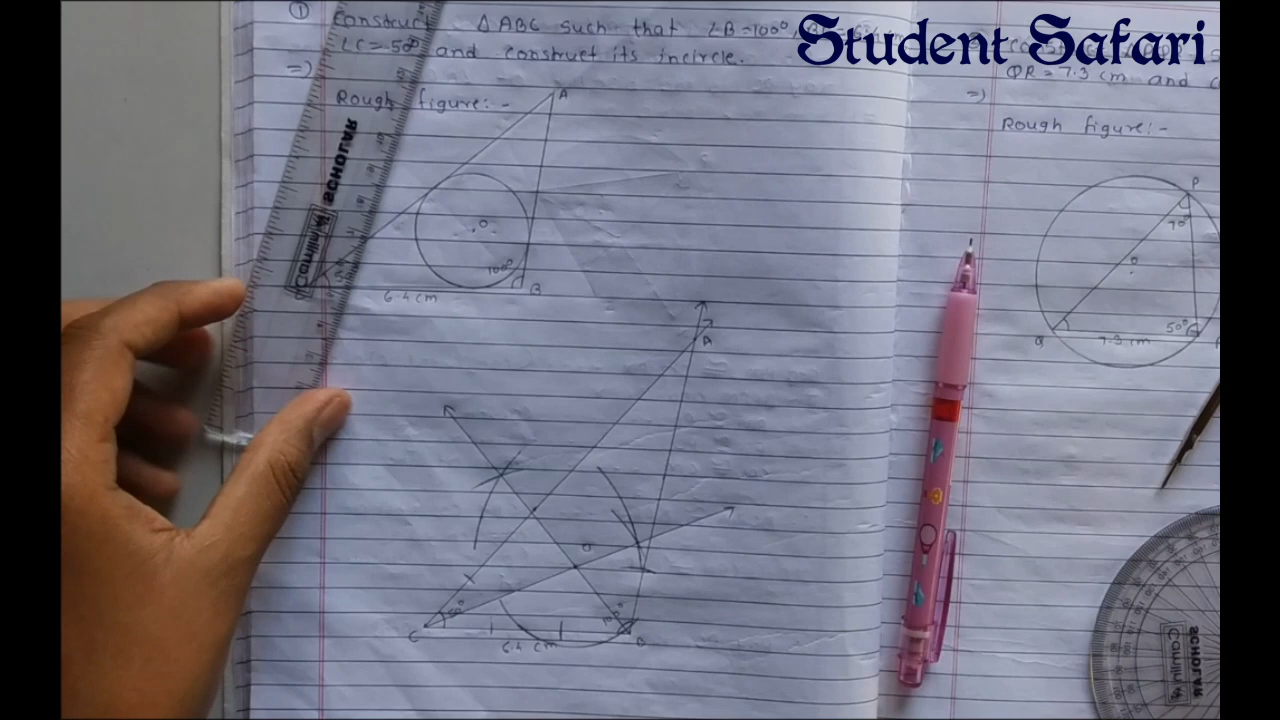 Student Safari
① Construct ΔABC such that ∠B=100°,
∠C=50° and construct its incircle.
=)
Rough figure:-
A
O
100°
B
6.4 cm
SCHOLAR
Camlin
A
O
50°
100°
C
B
6.4 cm
QR = 7.3 cm and
=)
Rough figure:-
P
70°
O
50°
Q
7.3 cm
SCHOLAR
Camlin